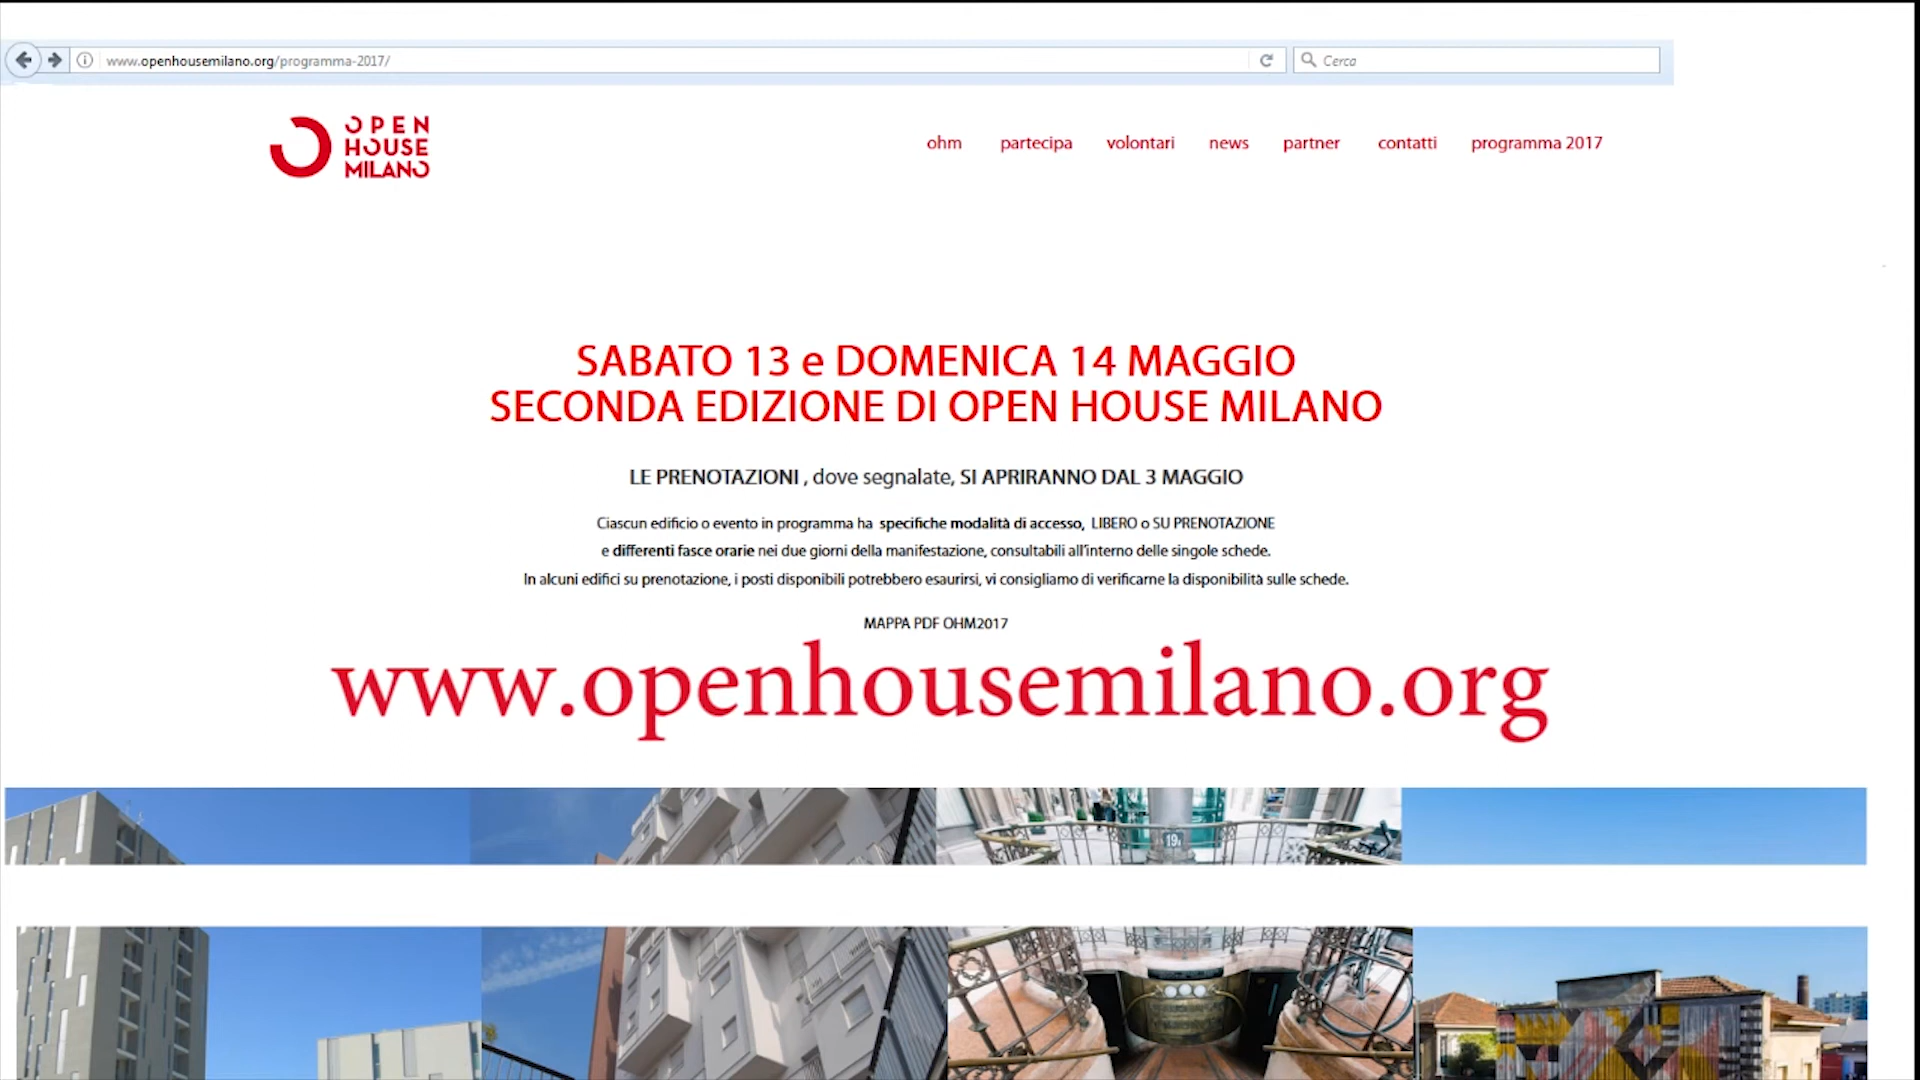 www.openhousemilano.org/programma-2017/
Cerca
OPEN
HOUSE
MILANO
ohm partecipa volontari news partner contatti programma 2017
SABATO 13 e DOMENICA 14 MAGGIO
SECONDA EDIZIONE DI OPEN HOUSE MILANO
LE PRENOTAZIONI , dove segnalate, SI APRIRANNO DAL 3 MAGGIO
Ciascun edificio o evento in programma ha specifiche modalità di accesso, LIBERO o SU PRENOTAZIONE
e differenti fasce orarie nei due giorni della manifestazione, consultabili all'interno delle singole schede.
In alcuni edifici su prenotazione, i posti disponibili potrebbero esaurirsi, vi consigliamo di verificarne la disponibilità sulle schede.
MAPPA PDF OHM2017
www.openhousemilano.org